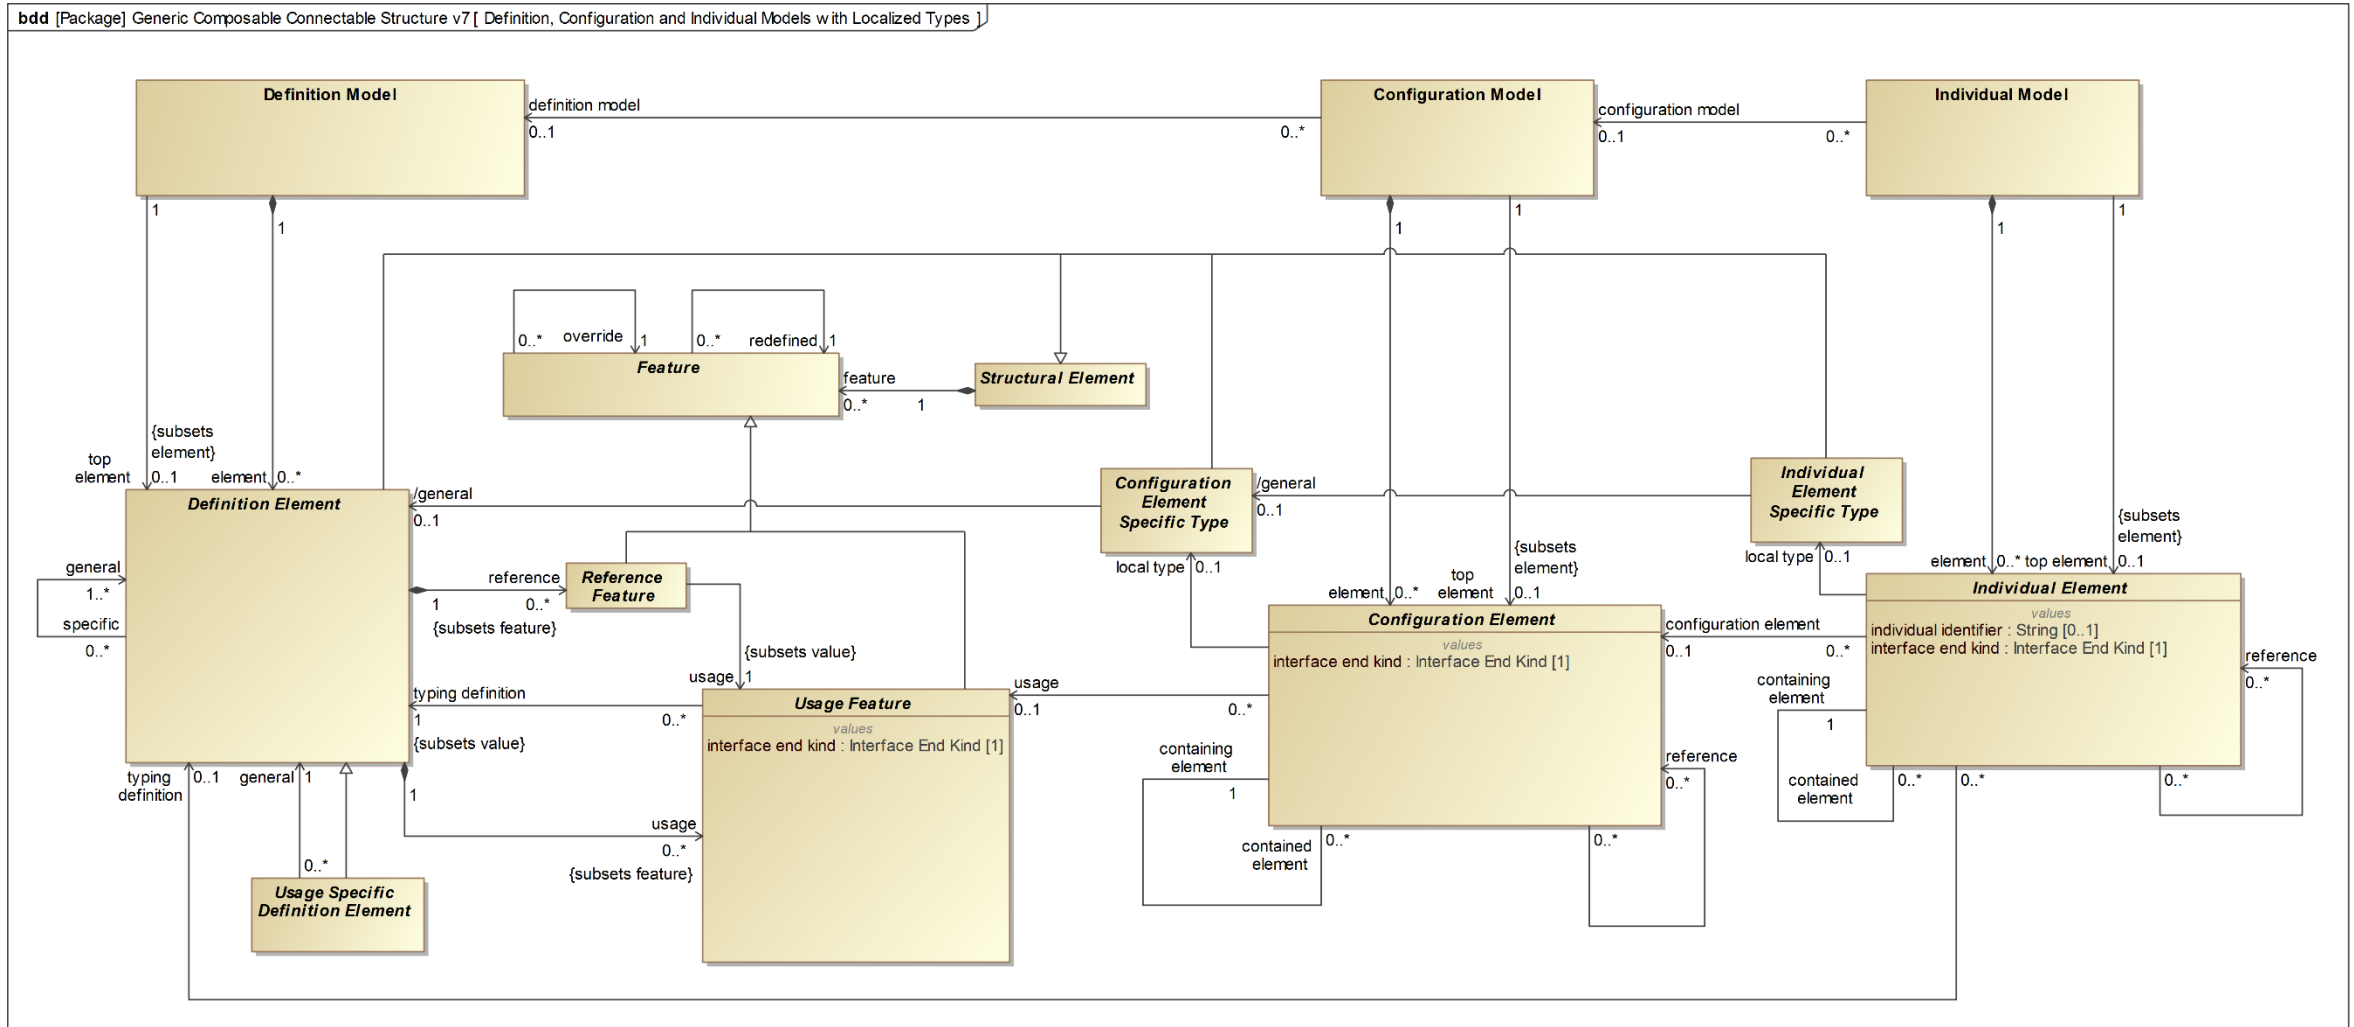 bdd [Package] Generic Composable Connectable Structure v7 [ Definition, Configuration and Individual Models with Localized Types ]
Definition Model
Configuration Model
Individual Model
definition model
0..1
0..*
configuration model
0..1
0..*
1
1
1
1
1
1
0..*
override
1
0..*
redefined
1
Feature
feature
0..*
1
Structural Element
{subsets
element}
top
element
0..1
element
0..*
Definition Element
/general
0..1
Configuration
Element
Specific Type
/general
0..1
Individual
Element
Specific Type
local type
0..1
local type
0..1
{subsets
element}
top
element
0..1
element
0..*
{subsets
element}
element
0..*
top element
0..1
general
1..*
specific
0..*
reference
1
0..*
{subsets feature}
Reference
Feature
{subsets value}
usage
1
typing definition
1
0..*
{subsets value}
Usage Feature
values
interface end kind : Interface End Kind [1]
usage
0..1
0..*
Configuration Element
values
interface end kind : Interface End Kind [1]
configuration element
0..1
0..*
Individual Element
values
individual identifier : String [0..1]
interface end kind : Interface End Kind [1]
reference
0..*
containing
element
1
contained
element
0..*
0..*
0..*
containing
element
1
reference
0..*
contained
element
0..*
0..*
typing
definition
0..1
general
1
1
usage
0..*
{subsets feature}
0..*
Usage Specific
Definition Element